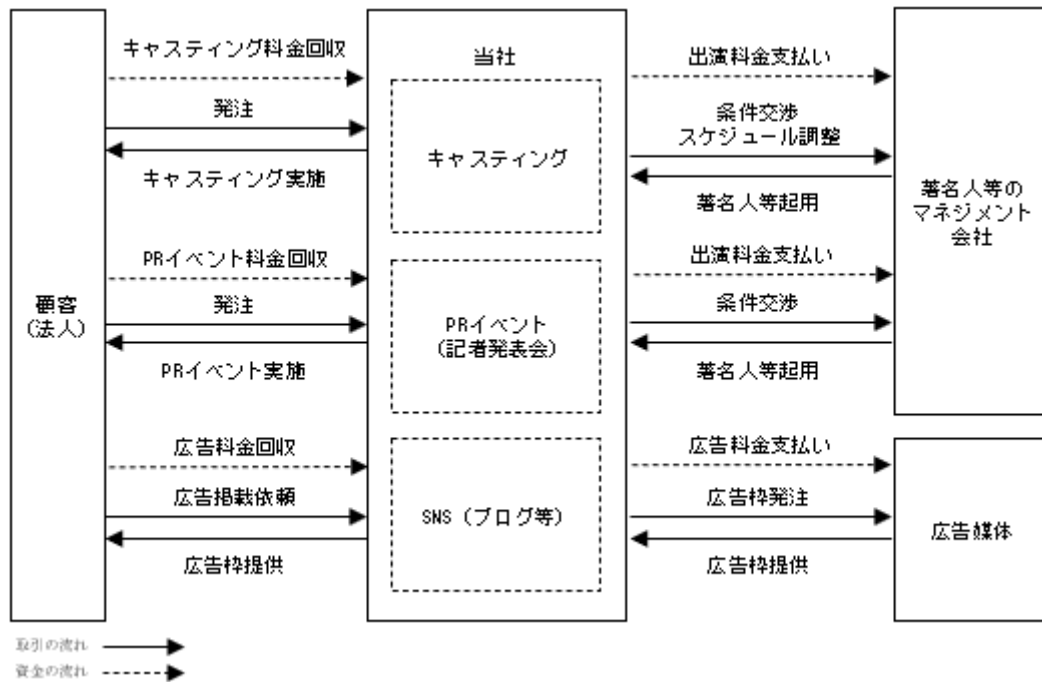 キャスティング料金回収
当社
出演料金支払い
発注
条件交渉
スケジュール調整
キャスティング
キャスティング実施
著名人等起用
著名人等の
マネジメント
会社
PRイベント料金回収
出演料金支払い
顧客
(法人)
発注
条件交渉
PRイベント
(記者発表会)
PRイベント実施
著名人等起用
広告料金回収
広告料金支払い
広告掲載依頼
広告枠発注
SNS (ブログ等)
広告媒体
広告枠提供
広告枠提供
取引の流れ
資金の流れ